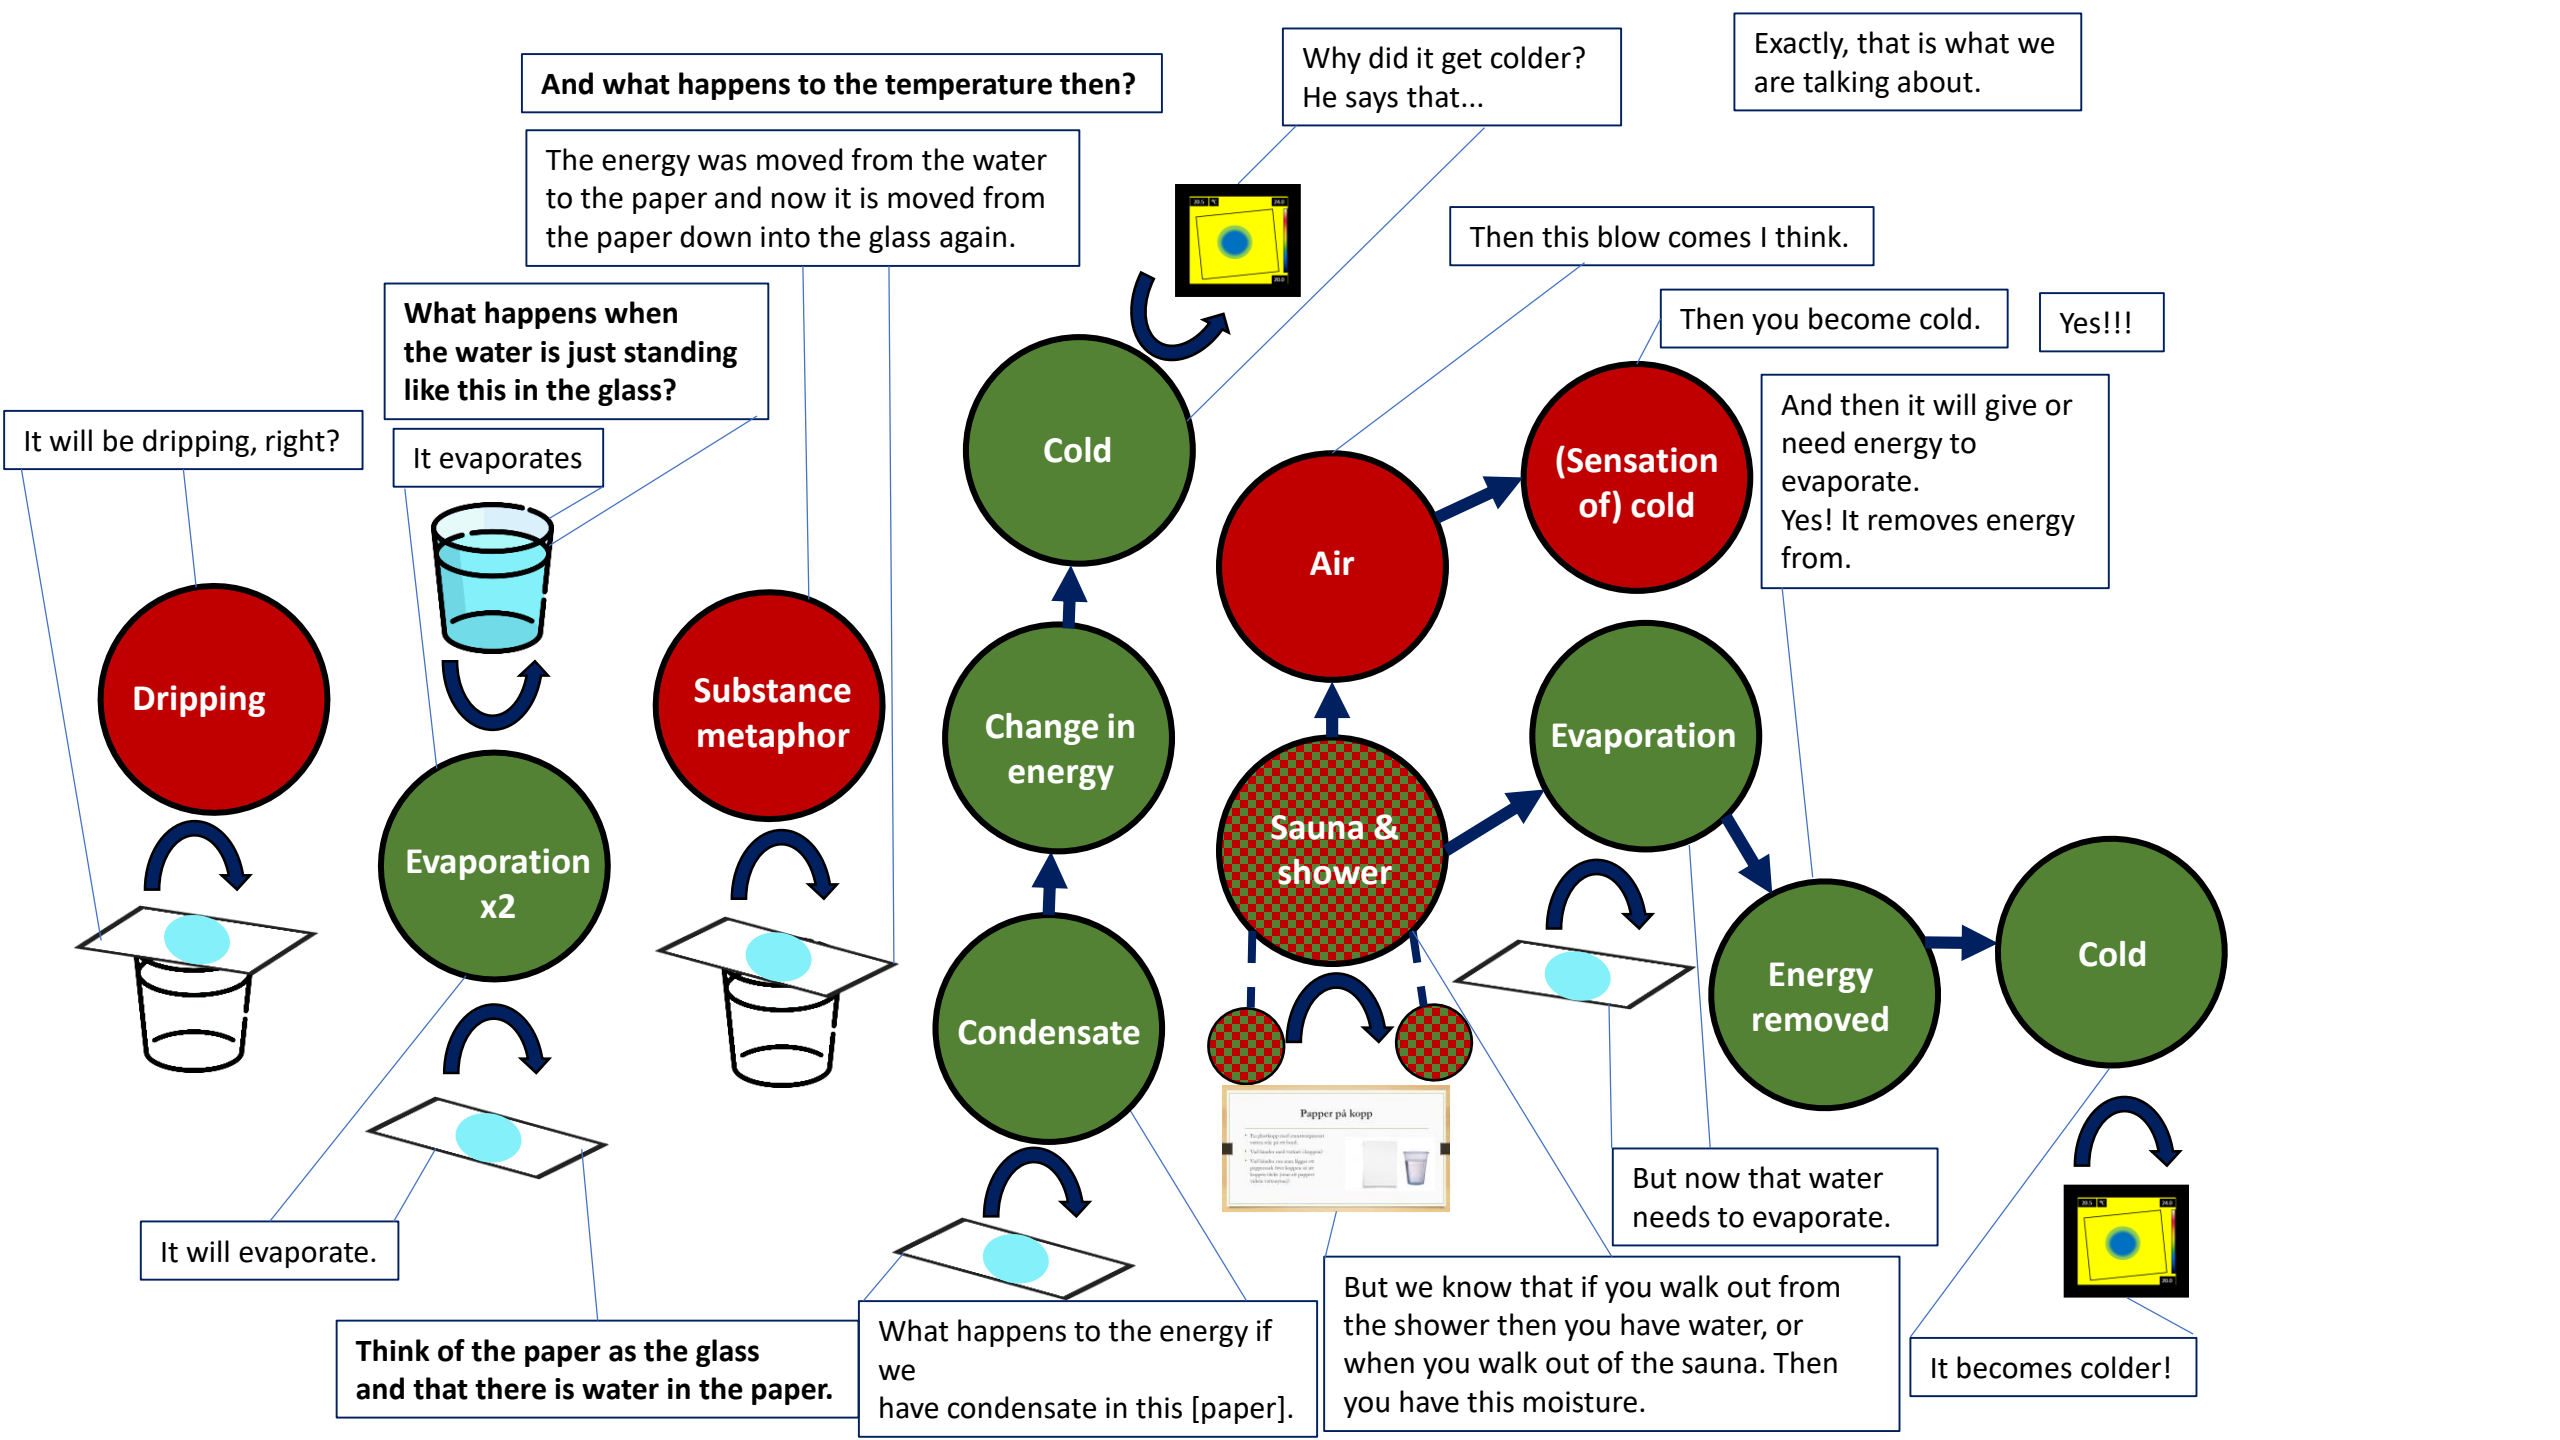 And what happens to the temperature then?
The energy was moved from the water
to the paper and now it is moved from
the paper down into the glass again.
Why did it get colder?
He says that...
Exactly, that is what we
are talking about.
Then this blow comes I think.
Then you become cold.
Yes!!!
And then it will give or
need energy to
evaporate.
Yes! It removes energy
from.
What happens when
the water is just standing
like this in the glass?
It will be dripping, right?
It evaporates
Dripping
Evaporation
x2
Substance
metaphor
Cold
Change in
energy
Condensate
Air
(Sensation
of) cold
Sauna &
shower
Evaporation
Energy
removed
Cold
Papper på kopp
It will evaporate.
Think of the paper as the glass
and that there is water in the paper.
What happens to the energy if
we
have condensate in this [paper].
But we know that if you walk out from
the shower then you have water, or
when you walk out of the sauna. Then
you have this moisture.
But now that water
needs to evaporate.
It becomes colder!